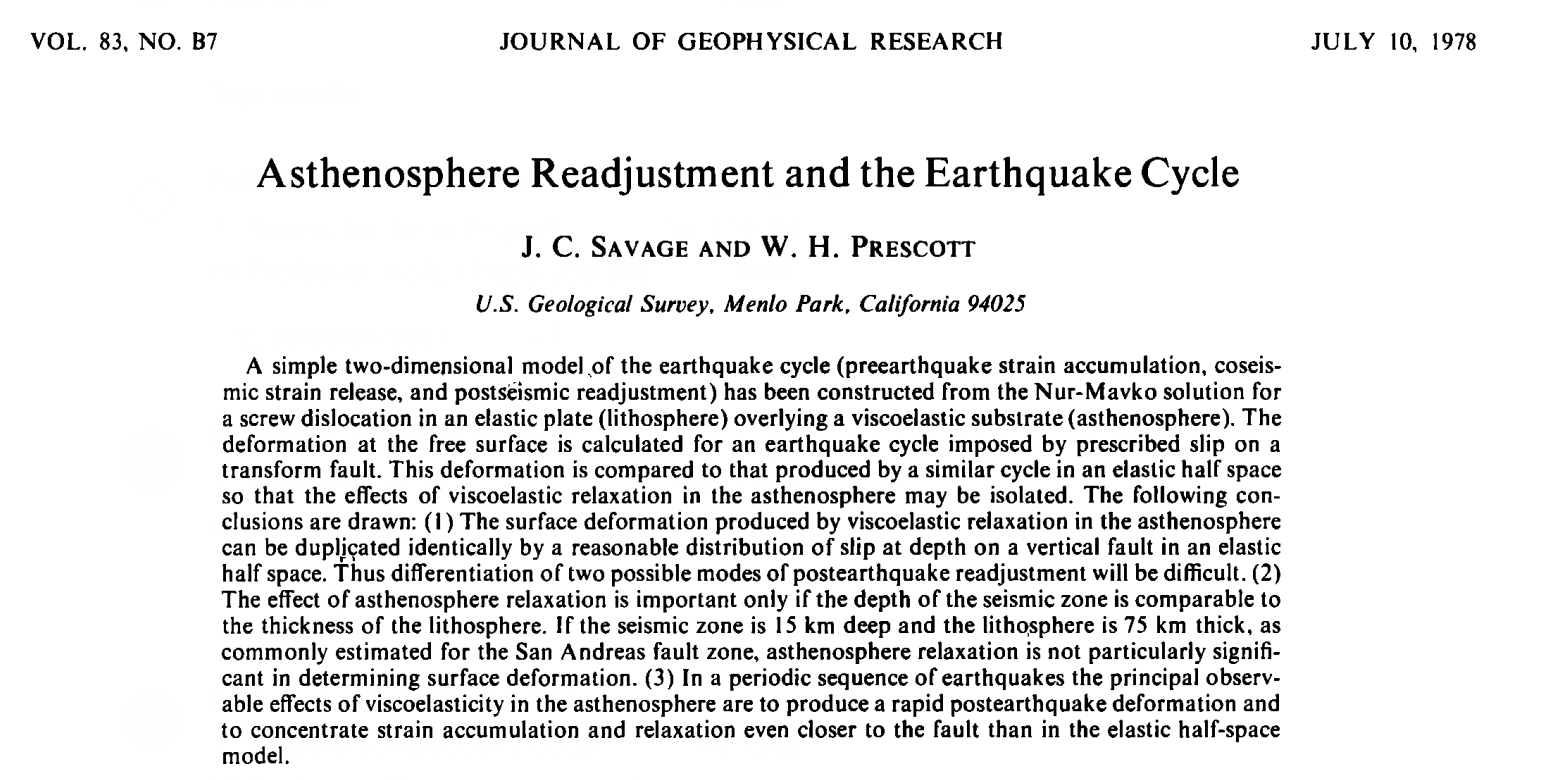 VOL. 83, NO. B7 JOURNAL OF GEOPHYSICAL RESEARCH JULY 10, 1978
Asthenosphere Readjustment and the Earthquake Cycle
J. C. SAVAGE AND W. H. PRESCOTT
U.S. Geological Survey, Menlo Park, California 94025
A simple two-dimensional model of the earthquake cycle (preearthquake strain accumulation, coseis-
mic strain release, and postseismic readjustment) has been constructed from the Nur-Mavko solution for
a screw dislocation in an elastic plate (lithosphere) overlying a viscoelastic substrate (asthenosphere). The
deformation at the free surface is calculated for an earthquake cycle imposed by prescribed slip on a
transform fault. This deformation is compared to that produced by a similar cycle in an elastic half space
so that the effects of viscoelastic relaxation in the asthenosphere may be isolated. The following con-
clusions are drawn: (1) The surface deformation produced by viscoelastic relaxation in the asthenosphere
can be duplicated identically by a reasonable distribution of slip at depth on a vertical fault in an elastic
half space. Thus differentiation of two possible modes of postearthquake readjustment will be difficult. (2)
The effect of asthenosphere relaxation is important only if the depth of the seismic zone is comparable to
the thickness of the lithosphere. If the seismic zone is 15 km deep and the lithosphere is 75 km thick, as
commonly estimated for the San Andreas fault zone, asthenosphere relaxation is not particularly signifi-
cant in determining surface deformation. (3) In a periodic sequence of earthquakes the principal observ-
able effects of viscoelasticity in the asthenosphere are to produce a rapid postearthquake deformation and
to concentrate strain accumulation and relaxation even closer to the fault than in the elastic half-space
model.